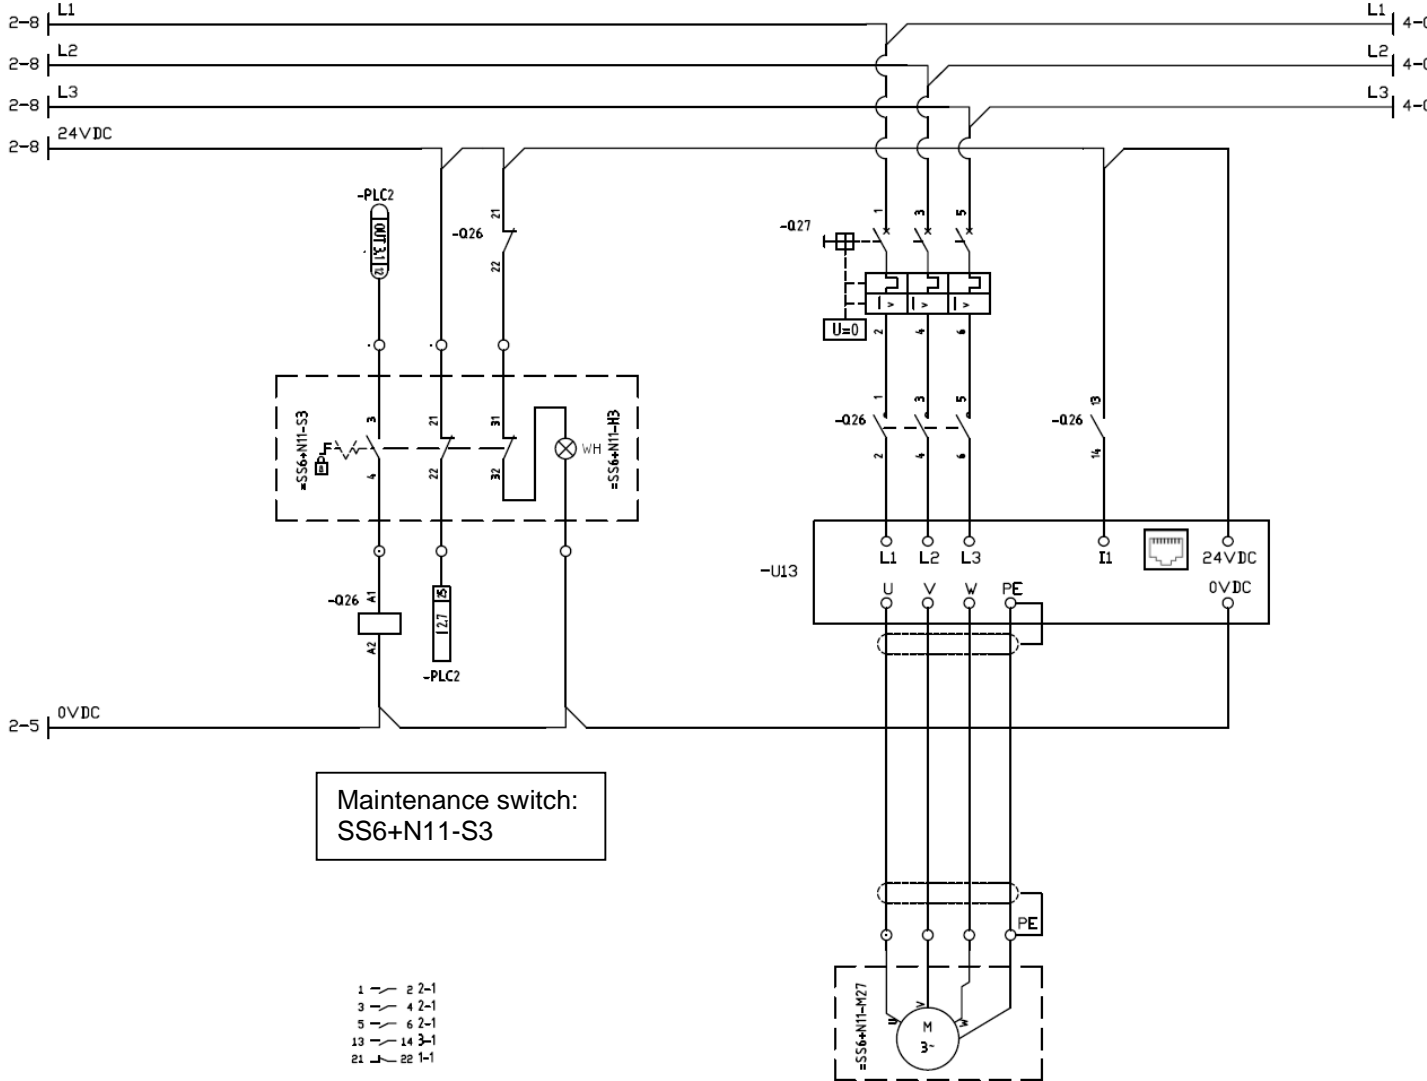 L1
L1
2-8
4-0
L2
L2
2-8
4-0
L3
L3
2-8
4-0
24VDC
2-8
-PLC2
OUT 3.1
12
-Q26
21
22
-Q27
1
3
5
I >
I >
I >
U=0
2
4
6
=SS6+N11-S3
3
4
21
22
31
32
WH
=SS6+N11-H3
-Q26
1
3
5
2
4
6
-Q26
13
14
-U13
L1
L2
L3
I1
24VDC
U
V
W
PE
0VDC
-Q26
A1
A2
I 2.7
-PLC2
0VDC
2-5
Maintenance switch:
SS6+N11-S3
PE
=SS6+N11-M27
U
V
W
M
3~
1 2 2-1
3 4 2-1
5 6 2-1
13 14 3-1
21 22 1-1